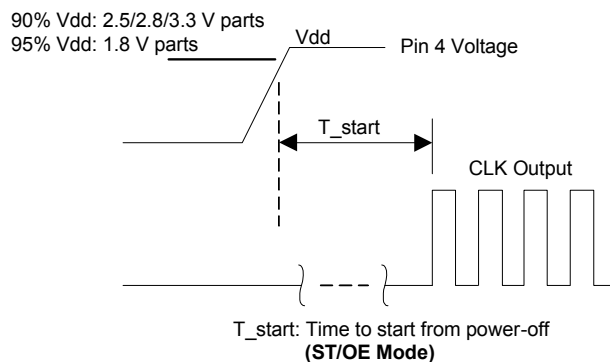 90% Vdd: 2.5/2.8/3.3 V parts
95% Vdd: 1.8 V parts
Vdd
Pin 4 Voltage
T_start
CLK Output
T_start: Time to start from power-off
(ST/OE Mode)